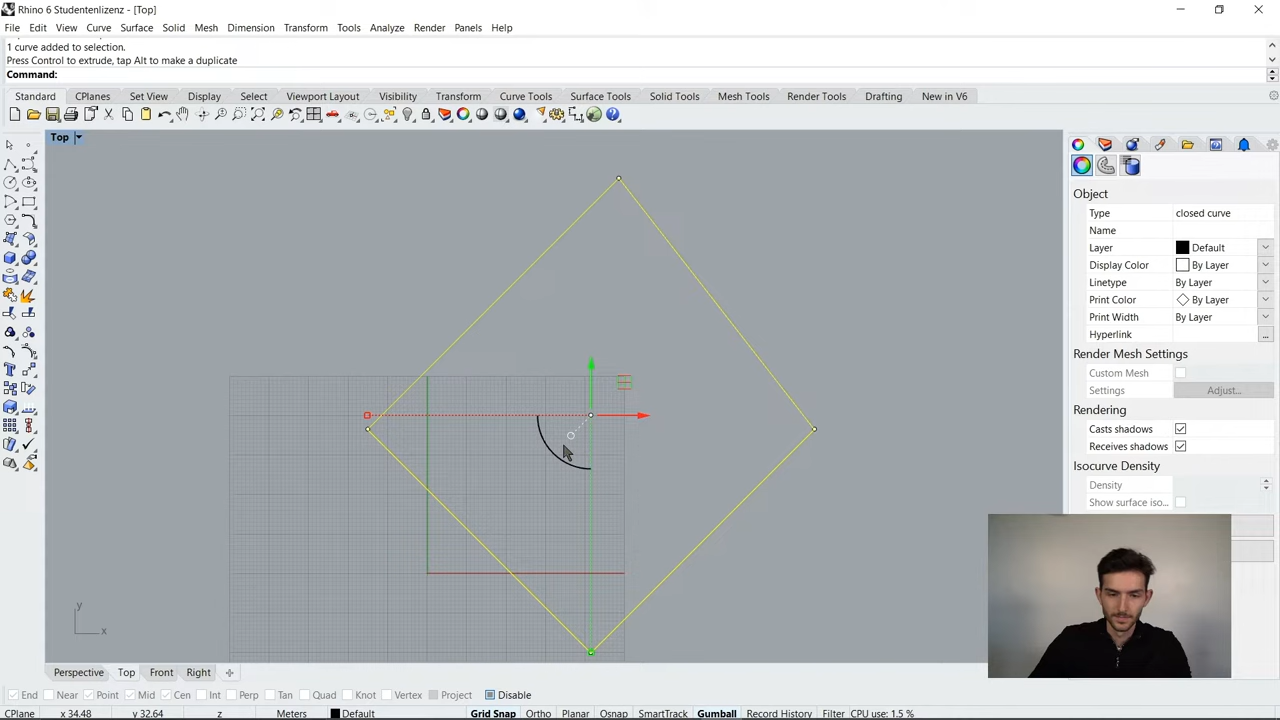 Rhino 6 Studentenlizenz - [Top]
File Edit View Curve Surface Solid Mesh Dimension Transform Tools Analyze Render Panels Help
1 curve added to selection.
Press Control to extrude, tap Alt to make a duplicate
Command:
Standard CPlanes Set View Display Select Viewport Layout Visibility Transform Curve Tools Surface Tools Solid Tools Mesh Tools Render Tools Drafting New in V6
Top
Object
Type closed curve
Name
Layer Default
Display Color By Layer
Linetype By Layer
Print Color By Layer
Print Width By Layer
Hyperlink ...
Render Mesh Settings
Custom Mesh
Settings Adjust...
Rendering
Casts shadows
Receives shadows
Isocurve Density
Density
Show surface iso...
y
x
Perspective Top Front Right
End Near Point Mid Cen Int Perp Tan Quad Knot Vertex Project Disable
CPlane x 34.48 y 32.64 z Meters Default Grid Snap Ortho Planar Osnap SmartTrack Gumball Record History Filter CPU use: 1.5 %